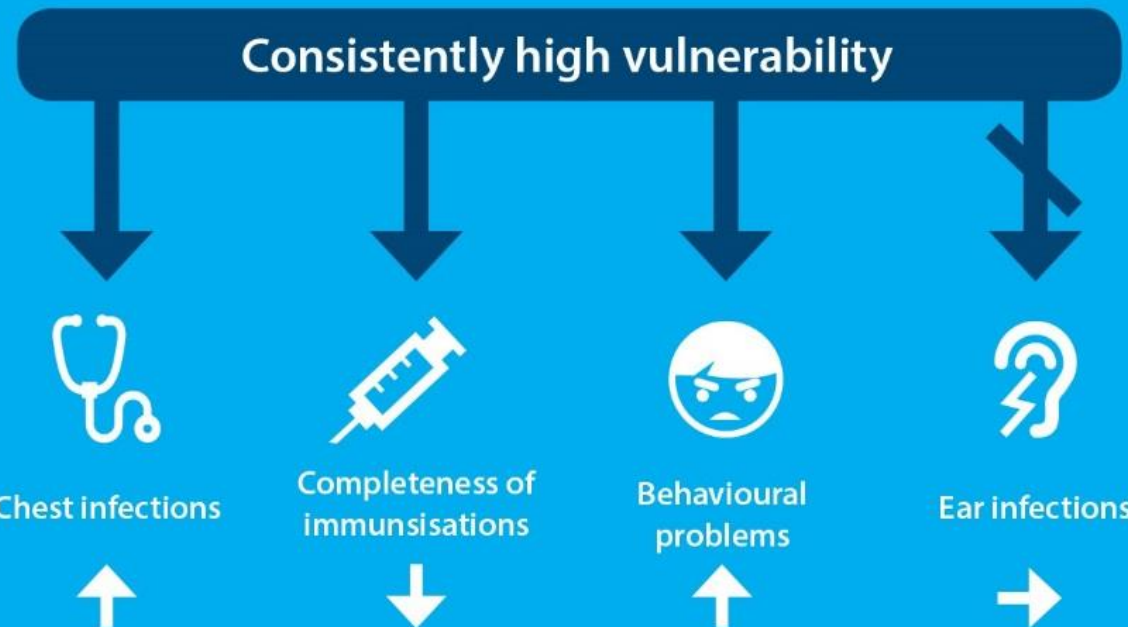 Consistently high vulnerability
Chest infections
Completeness of
immunsisations
Behavioural
problems
Ear infections